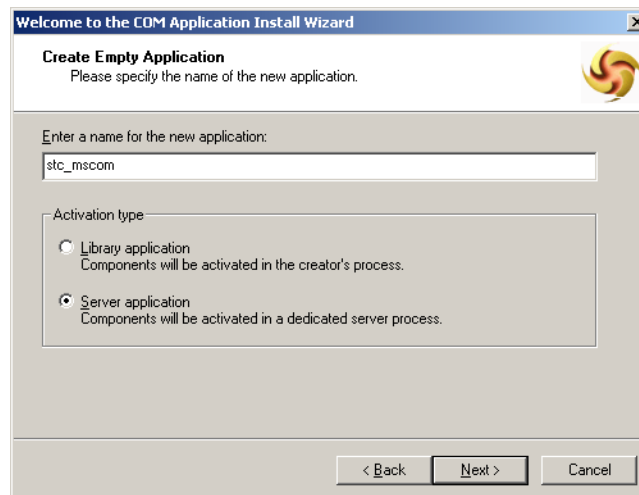 Welcome to the COM Application Install Wizard
Create Empty Application
Please specify the name of the new application.
Enter a name for the new application:
stc_mscom
Activation type
Library application
Components will be activated in the creator's process.
Server application
Components will be activated in a dedicated server process.
< Back Next > Cancel